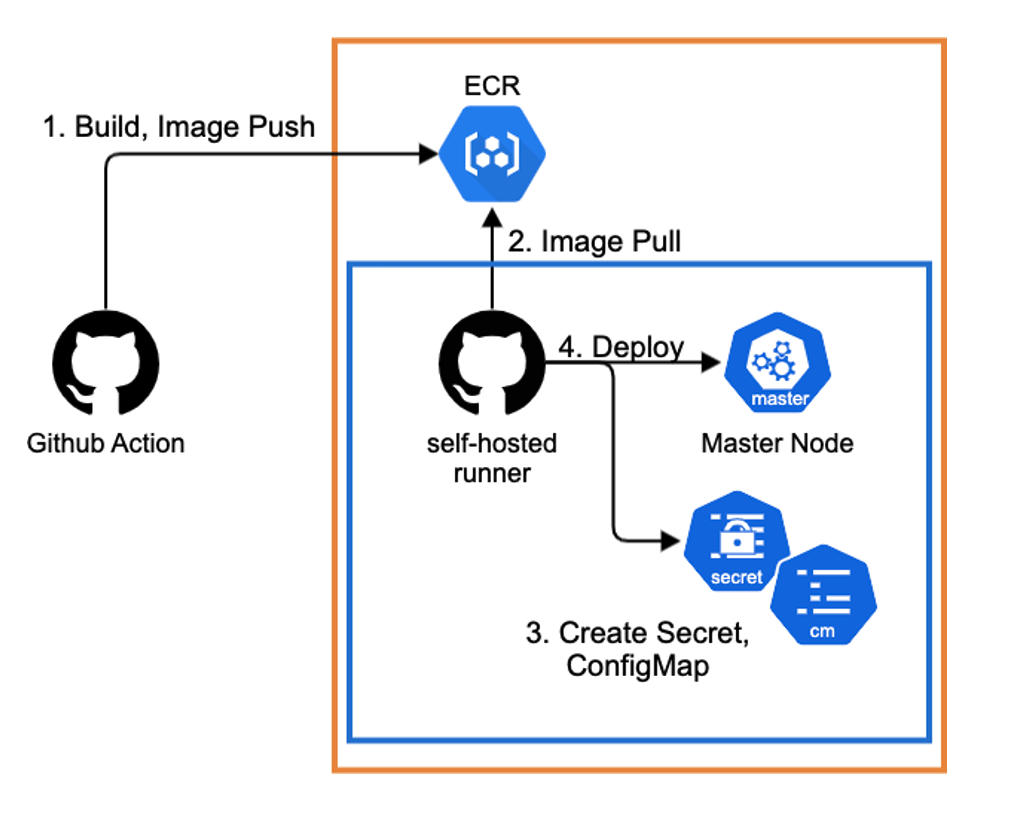 ECR
1. Build, Image Push
2. Image Pull
4. Deploy
master
Github Action
self-hosted
runner
Master Node
secret
cm
3. Create Secret,
ConfigMap